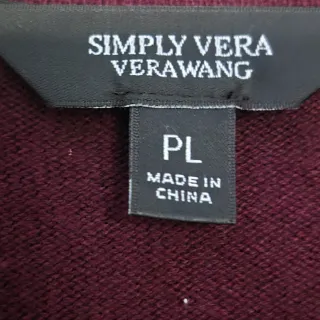 SIMPLY VERA
VERAWANG
PL
MADE IN
CHINA